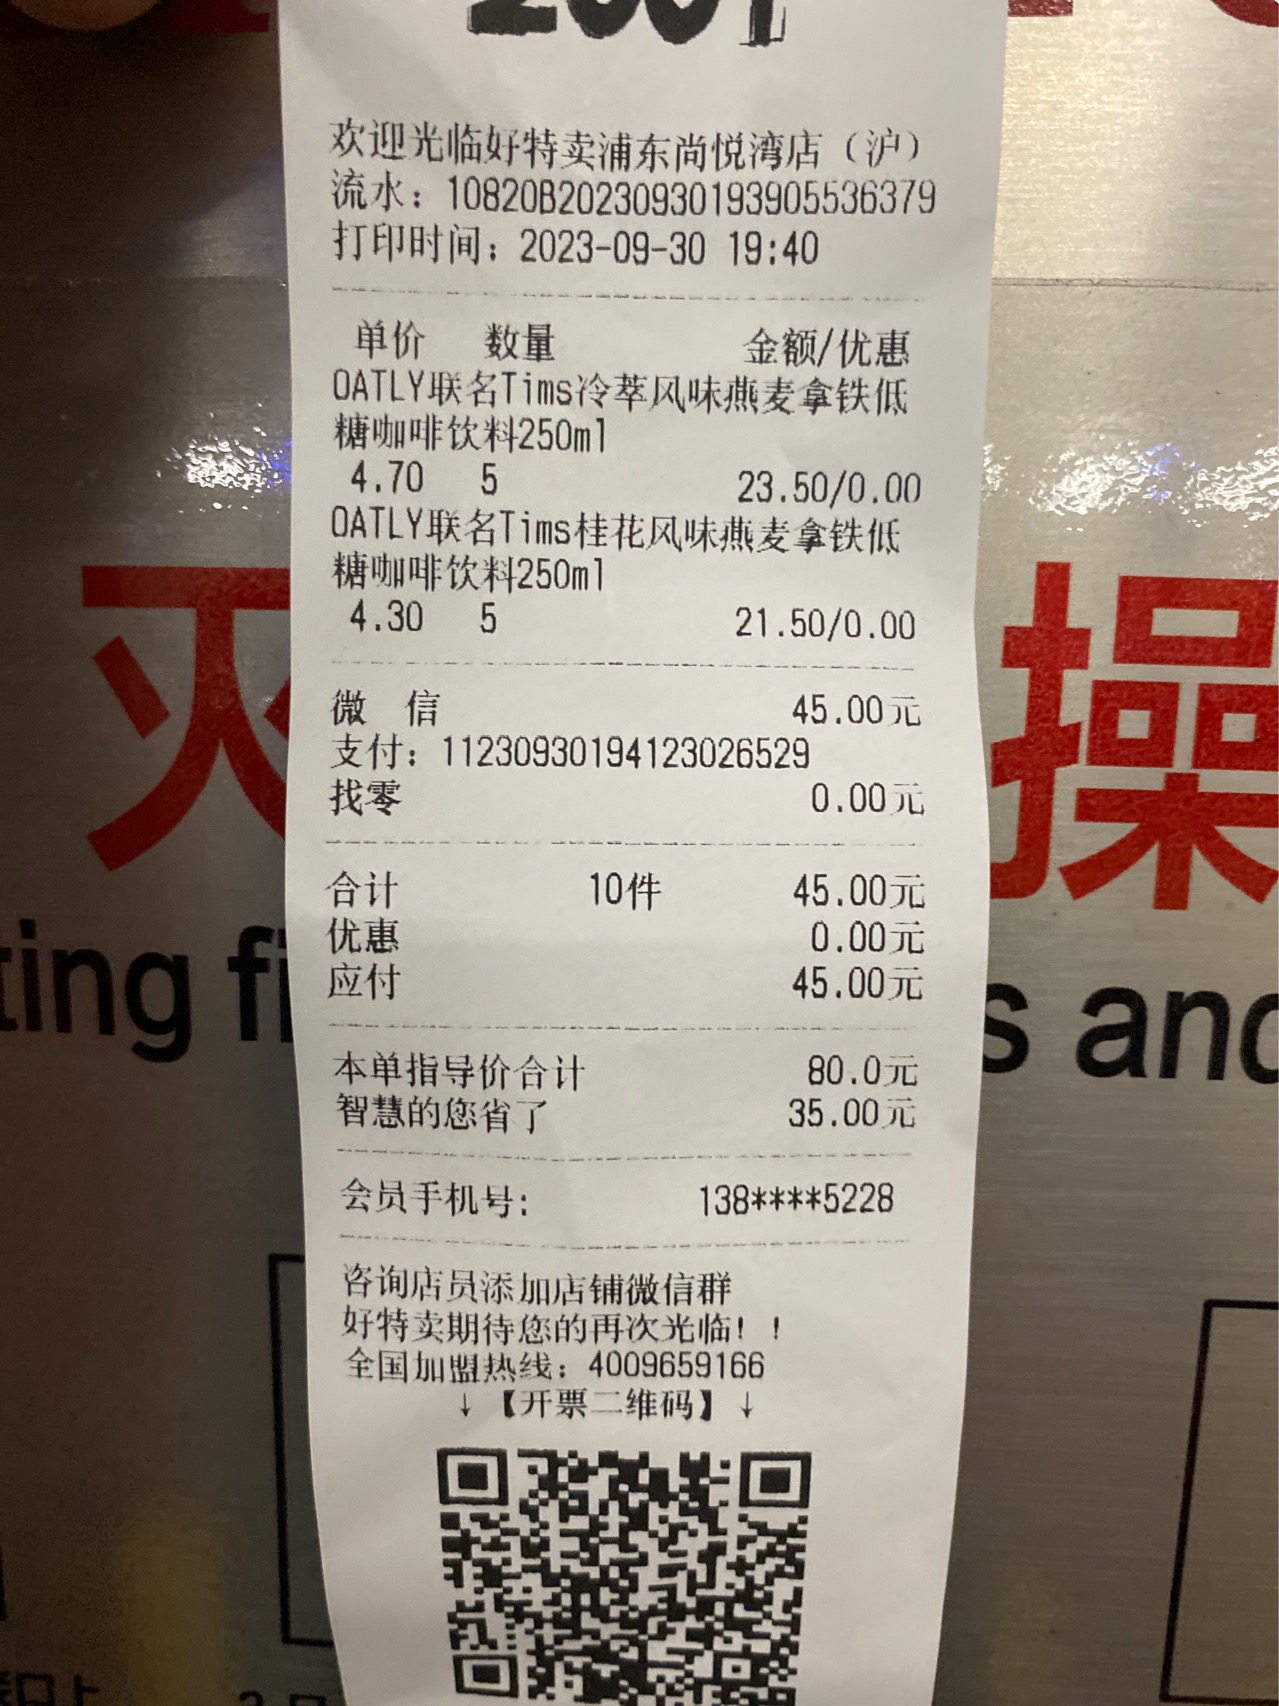 欢迎光临好特卖浦东尚悦湾店（沪）
流水：10820B20230930193905536379
打印时间：2023-09-30 19:40
单价 数量 金额/优惠
OATLY联名Tims冷萃风味燕麦拿铁低
糖咖啡饮料250ml
4.70 5 23.50/0.00
OATLY联名Tims桂花风味燕麦拿铁低
糖咖啡饮料250ml
4.30 5 21.50/0.00
微 信 45.00元
支付：11230930194123026529
找零 0.00元
合计 10件 45.00元
优惠 0.00元
应付 45.00元
本单指导价合计 80.0元
智慧的您省了 35.00元
会员手机号: 138****5228
咨询店员添加店铺微信群
好特卖期待您的再次光临！！
全国加盟热线：4009659166
↓【开票二维码】↓
灭 操
ting fi s and